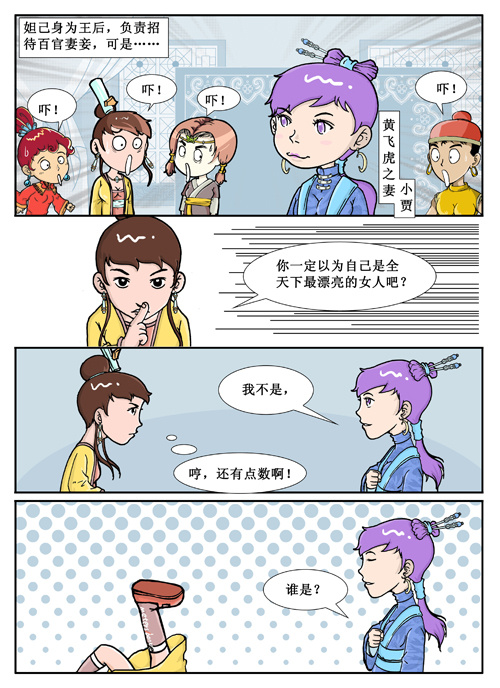 妲己身为王后，负责招
待百官妻妾，可是……
吓！
吓！
吓！
吓！
黄飞虎之妻
小贾
你一定以为自己是全
天下最漂亮的女人吧？
我不是，
哼，还有点数啊！
谁是？